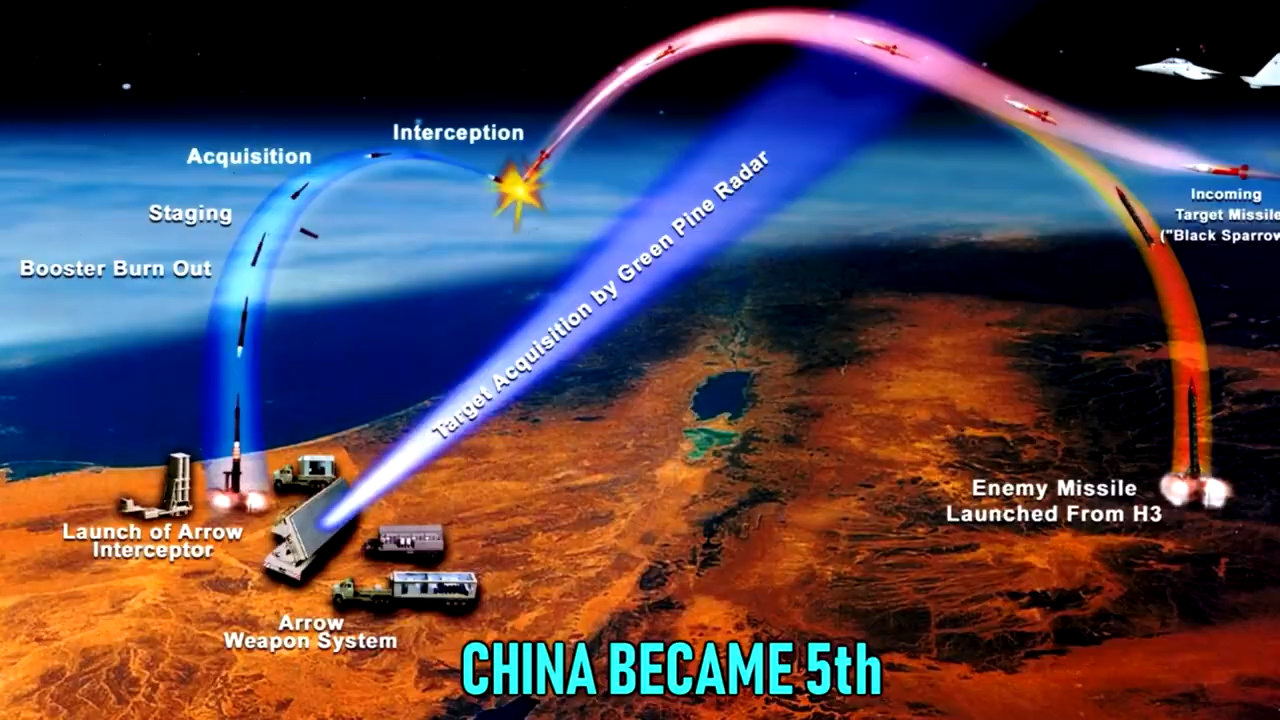 Interception
Acquisition
Staging
Booster Burn Out
Target Acquisition by Green Pine Radar
Incoming
Target Missile
("Black Sparrow
Enemy Missile
Launched From H3
Launch of Arrow
Interceptor
Arrow
Weapon System
CHINA BECAME 5th